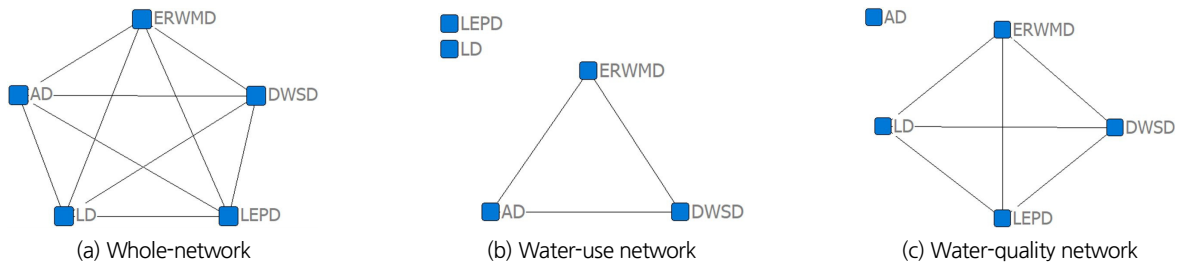 ERWMD
AD
DWSD
LD
LEPD
(a) Whole-network
LEPD
LD
ERWMD
AD
DWSD
(b) Water-use network
AD
ERWMD
LD
DWSD
LEPD
(c) Water-quality network